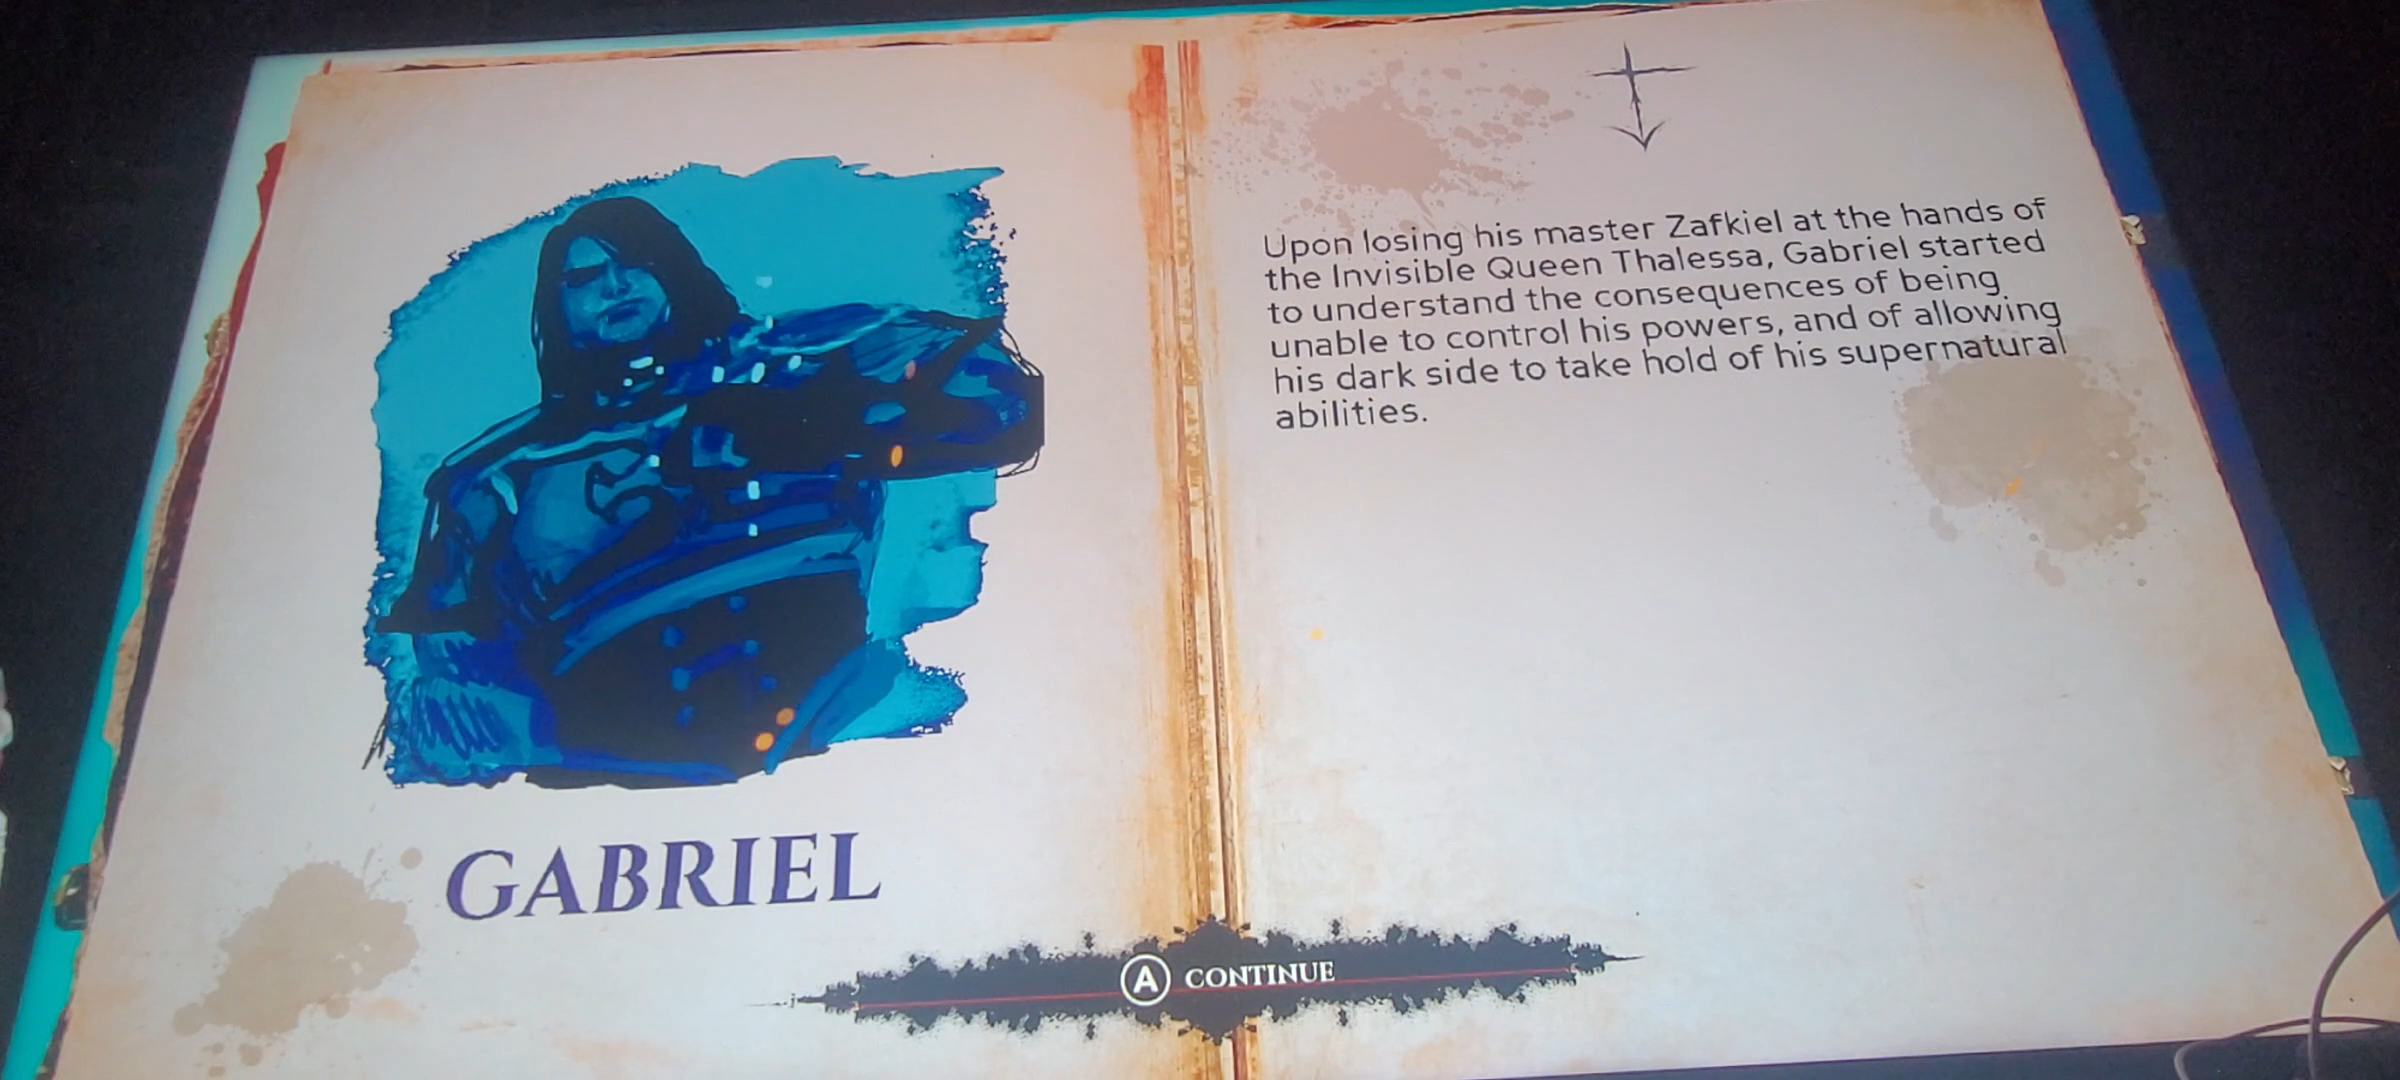 GABRIEL
Upon losing his master Zafkiel at the hands of
the Invisible Queen Thalessa, Gabriel started
to understand the consequences of being
unable to control his powers, and of allowing
his dark side to take hold of his supernatural
abilities.
A CONTINUE